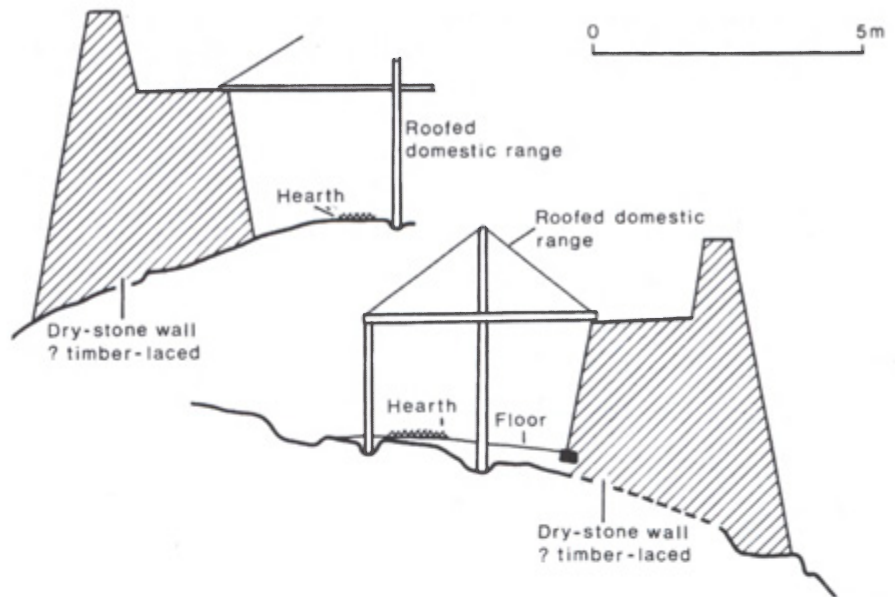 0
5m
Roofed
domestic range
Hearth
Roofed domestic
range
Dry-stone wall
? timber-laced
Hearth
Floor
Dry-stone wall
? timber-laced